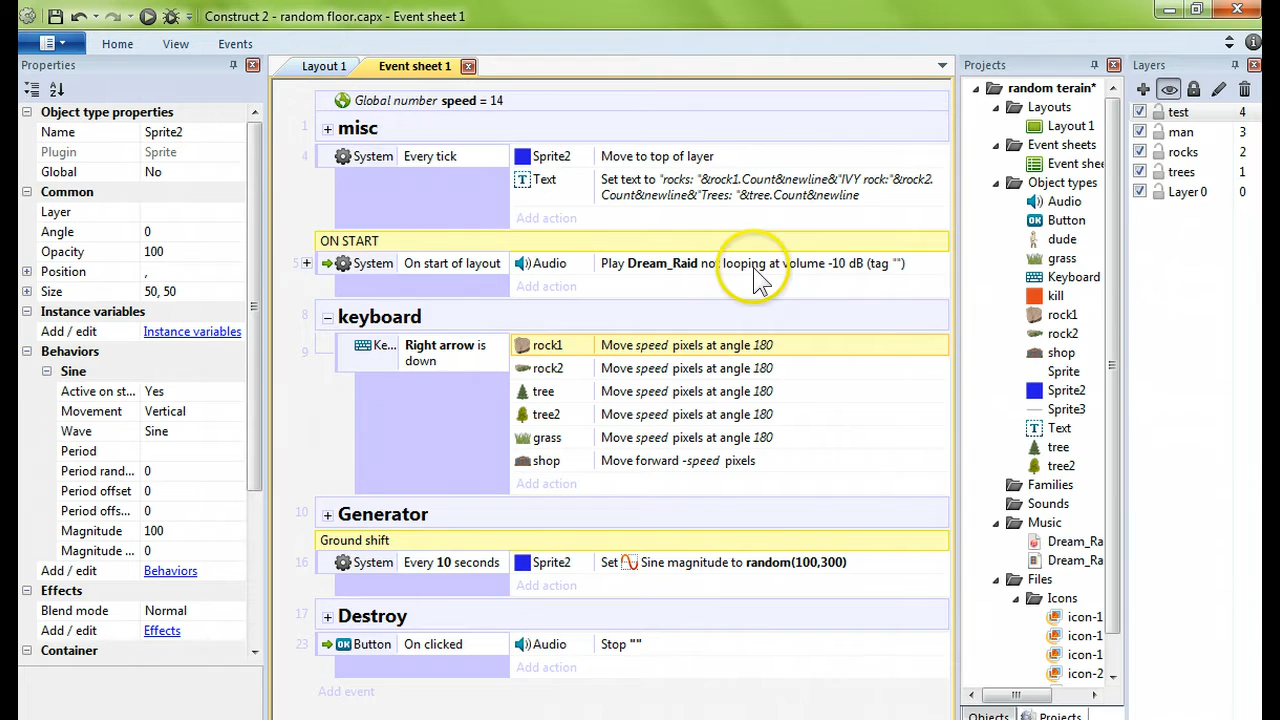 Construct 2 - random floor.capx - Event sheet 1
Home View Events
Properties
Object type properties
Name Sprite2
Plugin Sprite
Global No
Common
Layer
Angle 0
Opacity 100
Position ,
Size 50, 50
Instance variables
Add / edit Instance variables
Behaviors
Sine
Active on st... Yes
Movement Vertical
Wave Sine
Period
Period rand... 0
Period offset 0
Period offs... 0
Magnitude 100
Magnitude ... 0
Add / edit Behaviors
Effects
Blend mode Normal
Add / edit Effects
Container
Layout 1 Event sheet 1
Global number speed = 14
1 misc
4 System Every tick Sprite2 Move to top of layer
Text Set text to "rocks: "&rock1.Count&newline&"IVY rock:"&rock2.
Count&newline&"Trees: "&tree.Count&newline
Add action
ON START
5 System On start of layout Audio Play Dream_Raid not looping at volume -10 dB (tag "")
Add action
8 keyboard
9 Ke... Right arrow is
down
rock1 Move speed pixels at angle 180
rock2 Move speed pixels at angle 180
tree Move speed pixels at angle 180
tree2 Move speed pixels at angle 180
grass Move speed pixels at angle 180
shop Move forward -speed pixels
Add action
10 Generator
Ground shift
16 System Every 10 seconds Sprite2 Set Sine magnitude to random(100,300)
Add action
17 Destroy
23 OK Button On clicked Audio Stop ""
Add action
Add event
Projects
random terain*
Layouts
Layout 1
Event sheets
Event shee
Object types
Audio
OK Button
dude
grass
Keyboard
kill
rock1
rock2
shop
Sprite
Sprite2
Sprite3
Text
tree
tree2
Families
Sounds
Music
Dream_Ra
Dream_Ra
Files
Icons
icon-1
icon-1
icon-1
icon-2
Objects Projects
Layers
test 4
man 3
rocks 2
trees 1
Layer 0 0